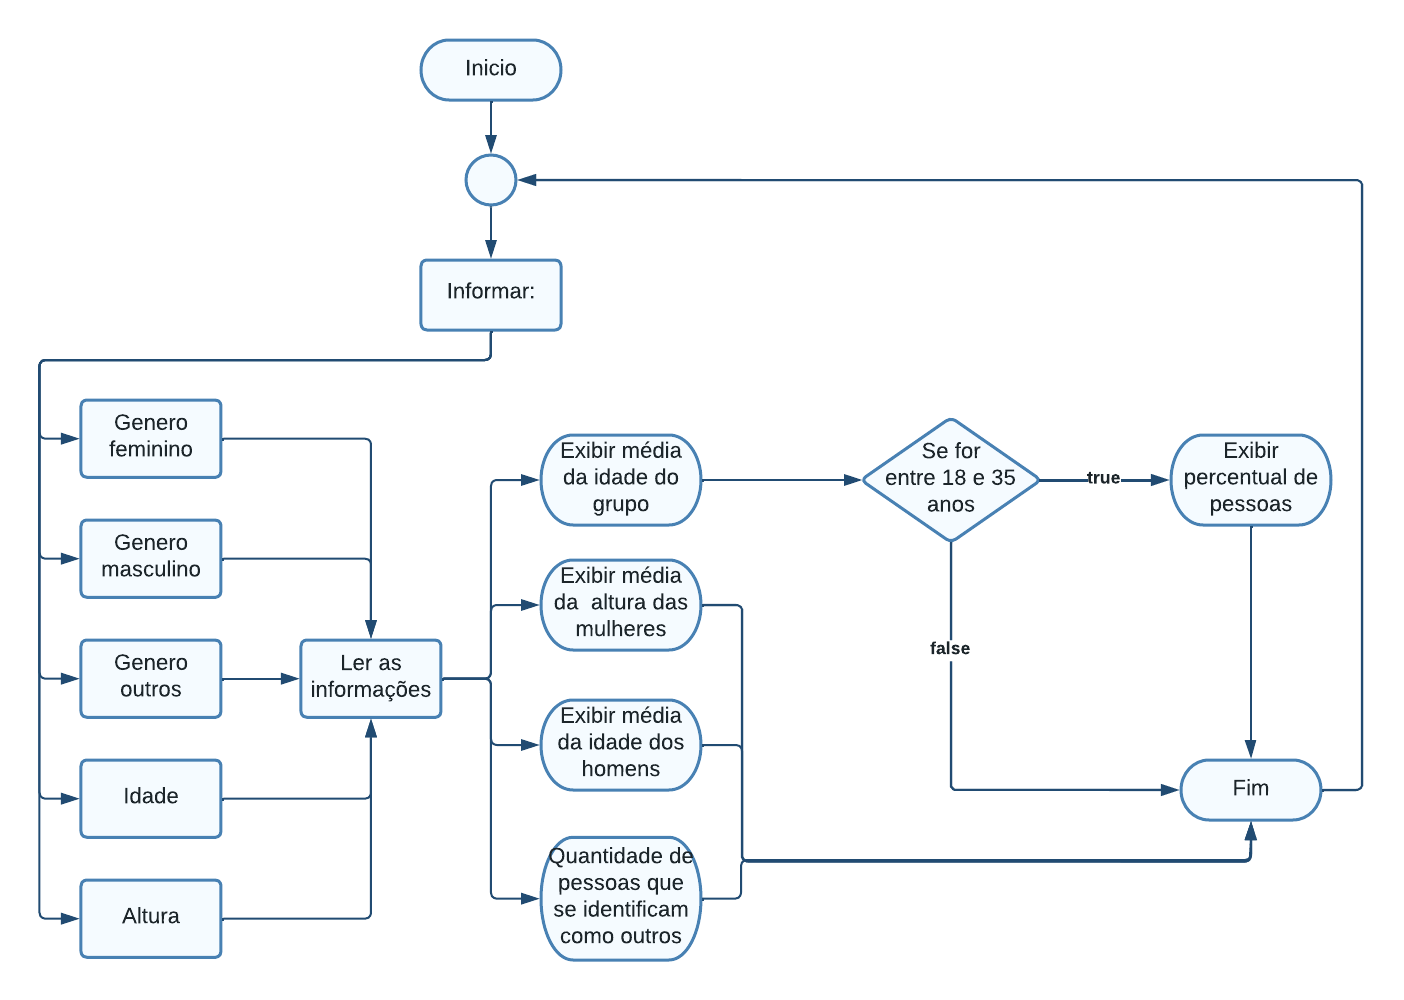 Inicio
Informar:
Genero
feminino
Genero
masculino
Genero
outros
Idade
Altura
Ler as
informações
Exibir média
da idade do
grupo
Exibir média
da  altura das
mulheres
Exibir média
da idade dos
homens
Quantidade de
pessoas que
se identificam
como outros
Se for
entre 18 e 35
anos
true
false
Exibir
percentual de
pessoas
Fim